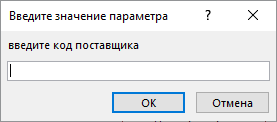 Введите значение параметра ? ×
введите код поставщика
ОК Отмена